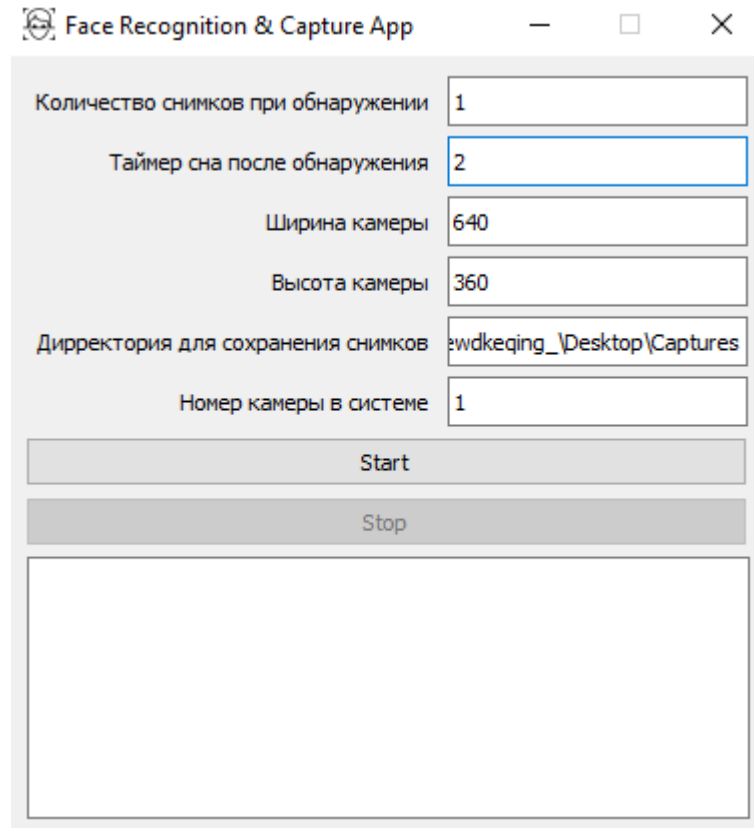 Face Recognition & Capture App
Количество снимков при обнаружении 1
Таймер сна после обнаружения 2
Ширина камеры 640
Высота камеры 360
Дирректория для сохранения снимков ewdkeqing_\Desktop\Captures
Номер камеры в системе 1
Start
Stop